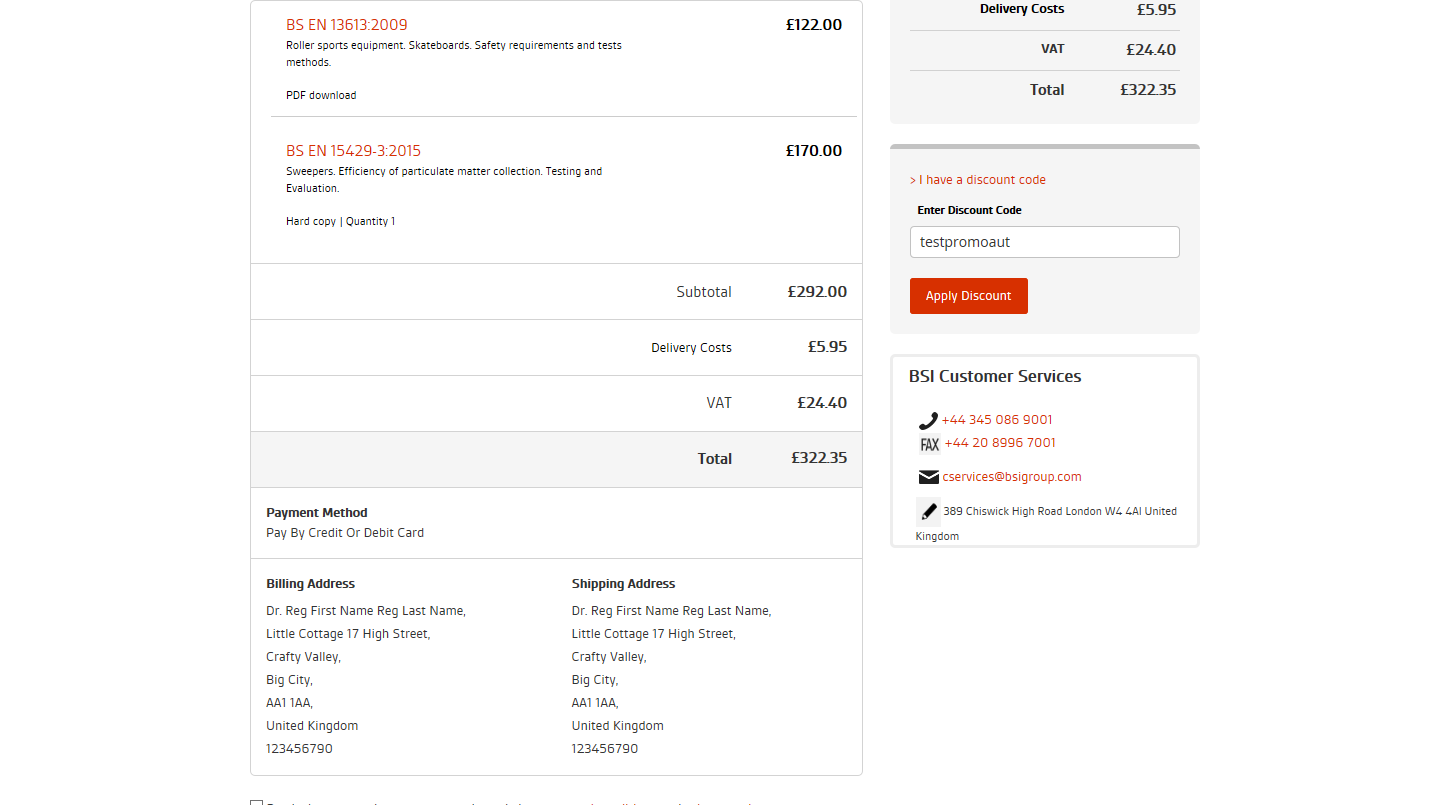 BS EN 13613:2009 £122.00
Roller sports equipment. Skateboards. Safety requirements and tests
methods.
PDF download
BS EN 15429-3:2015 £170.00
Sweepers. Efficiency of particulate matter collection. Testing and
Evaluation.
Hard copy | Quantity 1
Subtotal £292.00
Delivery Costs £5.95
VAT £24.40
Total £322.35
Payment Method
Pay By Credit Or Debit Card
Billing Address
Dr. Reg First Name Reg Last Name,
Little Cottage 17 High Street,
Crafty Valley,
Big City,
AA1 1AA,
United Kingdom
123456790
Shipping Address
Dr. Reg First Name Reg Last Name,
Little Cottage 17 High Street,
Crafty Valley,
Big City,
AA1 1AA,
United Kingdom
123456790
Delivery Costs £5.95
VAT £24.40
Total £322.35
> I have a discount code
Enter Discount Code
testpromoaut
Apply Discount
BSI Customer Services
+44 345 086 9001
FAX +44 20 8996 7001
cservices@bsigroup.com
389 Chiswick High Road London W4 4Al United
Kingdom